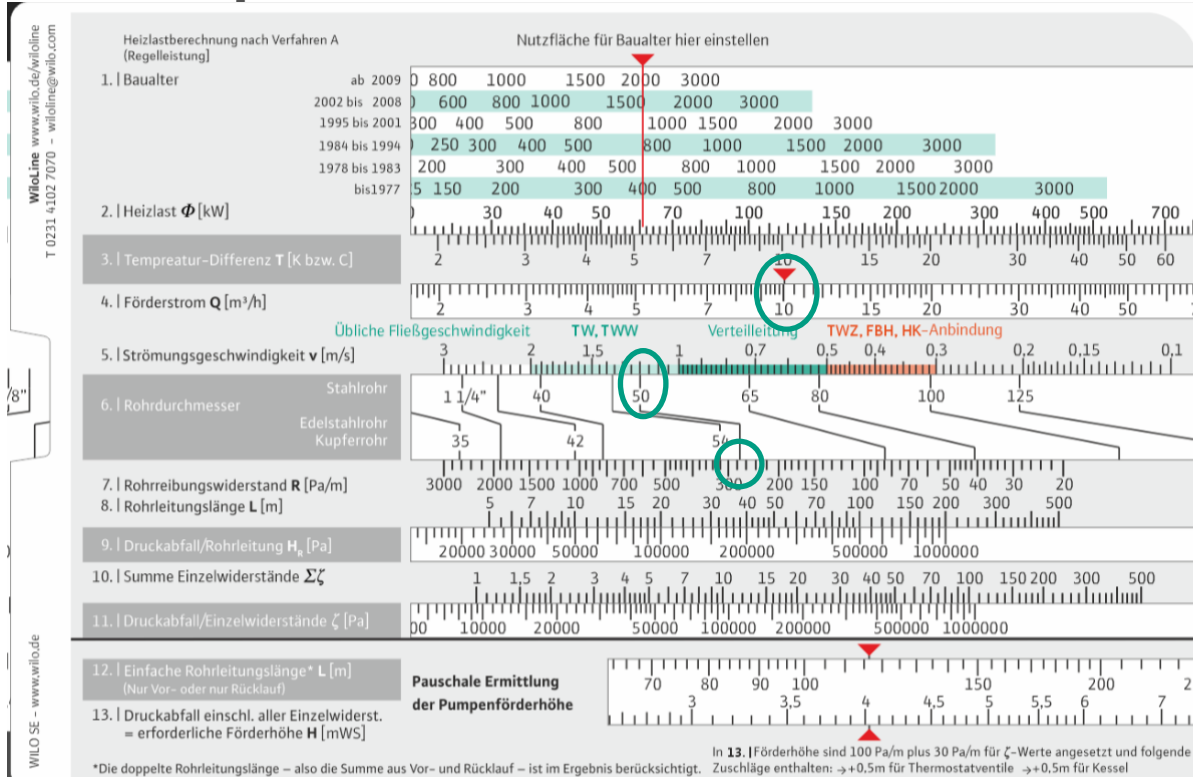 WiloLine www.wilo.de/wiloline
T 0231 4102 7070 – wiloline@wilo.com
WILO SE – www.wilo.de
/8"
Heizlastberechnung nach Verfahren A
(Regelleistung]
Nutzfläche für Baualter hier einstellen
1. | Baualter
ab 2009 0 800 1000 1500 2000 3000
2002 bis 2008 600 800 1000 1500 2000 3000
1995 bis 2001 300 400 500 800 1000 1500 2000 3000
1984 bis 1994 250 300 400 500 800 1000 1500 2000 3000
1978 bis 1983 200 300 400 500 800 1000 1500 2000 3000
bis1977 5 150 200 300 400 500 800 1000 1500 2000 3000
2. | Heizlast Φ [kW]
30 40 50 70 100 150 200 300 400 500 700
3. | Tempreatur-Differenz T [K bzw. C]
2 3 4 5 7 10 15 20 30 40 50 60
4. | Förderstrom Q [m³/h]
2 3 4 5 7 10 15 20 30 40 50
Übliche Fließgeschwindigkeit TW, TWW Verteilleitung TWZ, FBH, HK-Anbindung
5. | Strömungsgeschwindigkeit v [m/s]
3 2 1,5 1 0,7 0,5 0,4 0,3 0,2 0,15 0,1
6. | Rohrdurchmesser
Stahlrohr
1 1/4" 40 50 65 80 100 125
Edelstahlrohr
Kupferrohr
35 42 54
7. | Rohrreibungswiderstand R [Pa/m]
3000 2000 1500 1000 700 500 300 200 150 100 70 50 40 30 20
8. | Rohrleitungslänge L [m]
5 7 10 15 20 30 40 50 70 100 150 200 300 500
9. | Druckabfall/Rohrleitung HR [Pa]
20000 30000 50000 100000 200000 500000 1000000
10. | Summe Einzelwiderstände Σζ
1 1,5 2 3 4 5 7 10 15 20 30 40 50 70 100 150 200 300 500
11. | Druckabfall/Einzelwiderstände ζ [Pa]
00 10000 20000 50000 100000 200000 500000 1000000
12. | Einfache Rohrleitungslänge* L [m]
(Nur Vor- oder nur Rücklauf)
Pauschale Ermittlung
der Pumpenförderhöhe
70 80 90 100 150 200 2
13. | Druckabfall einschl. aller Einzelwiderst.
= erforderliche Förderhöhe H [mWS]
3 3,5 4 4,5 5 5,5 6 7
In 13. | Förderhöhe sind 100 Pa/m plus 30 Pa/m für ζ-Werte angesetzt und folgende
Zuschläge enthalten: →+0,5m für Thermostatventile →+0,5m für Kessel
*Die doppelte Rohrleitungslänge – also die Summe aus Vor- und Rücklauf – ist im Ergebnis berücksichtigt.